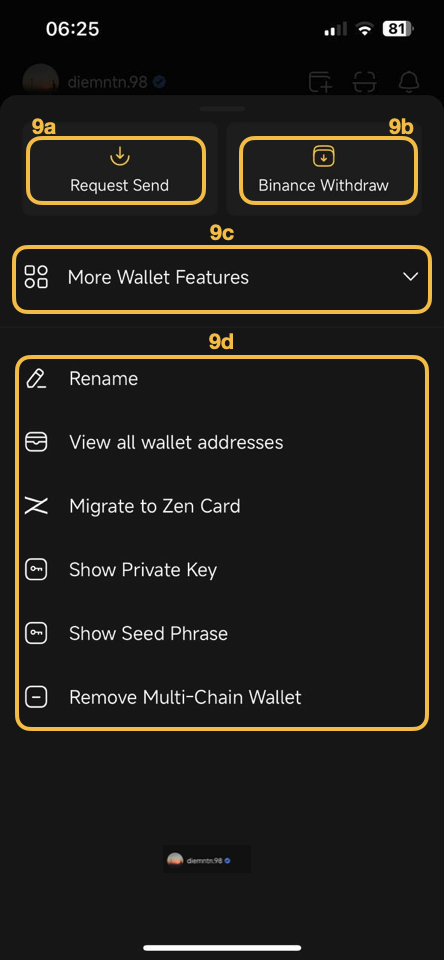 06:25
81
diemntn.98
9a
9b
Request Send
Binance Withdraw
9c
More Wallet Features
9d
Rename
View all wallet addresses
Migrate to Zen Card
Show Private Key
Show Seed Phrase
Remove Multi-Chain Wallet
diemntn.98